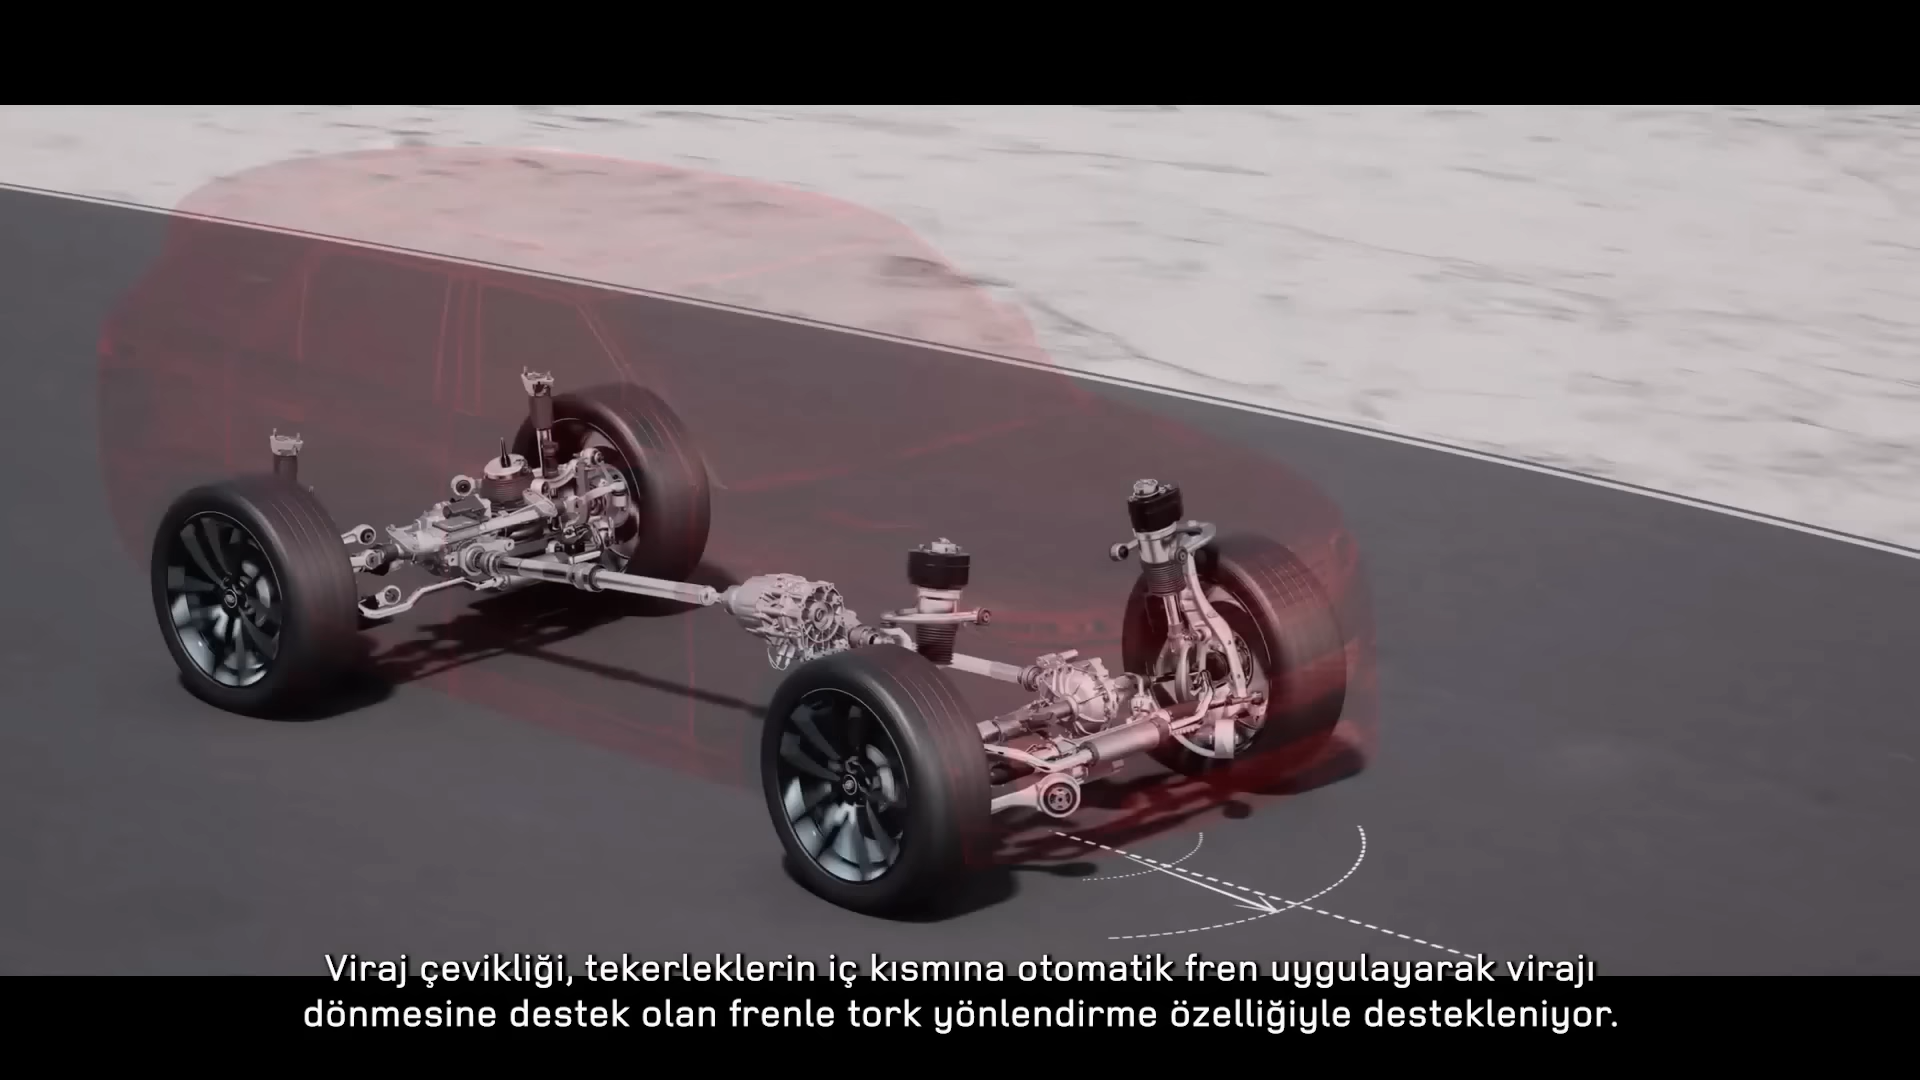 Viraj çevikliği, tekerleklerin iç kısmına otomatik fren uygulayarak virajı
dönmesine destek olan frenle tork yönlendirme özelliğiyle destekleniyor.